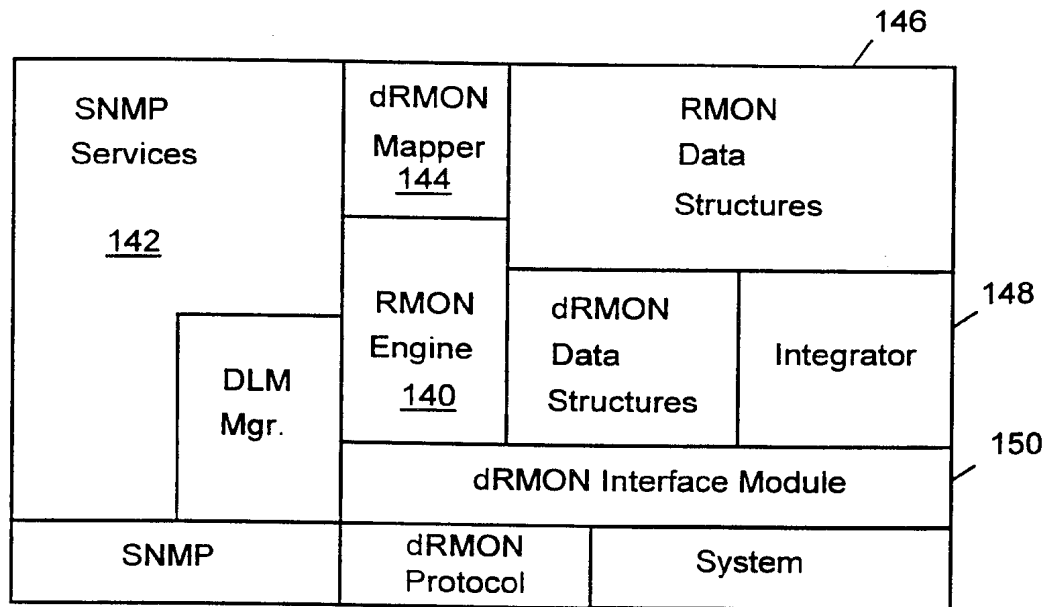 146
SNMP
Services
142
dRMON
Mapper
144
RMON
Data
Structures
148
DLM
Mgr.
RMON
Engine
140
dRMON
Data
Structures
Integrator
150
dRMON Interface Module
SNMP
dRMON
Protocol
System